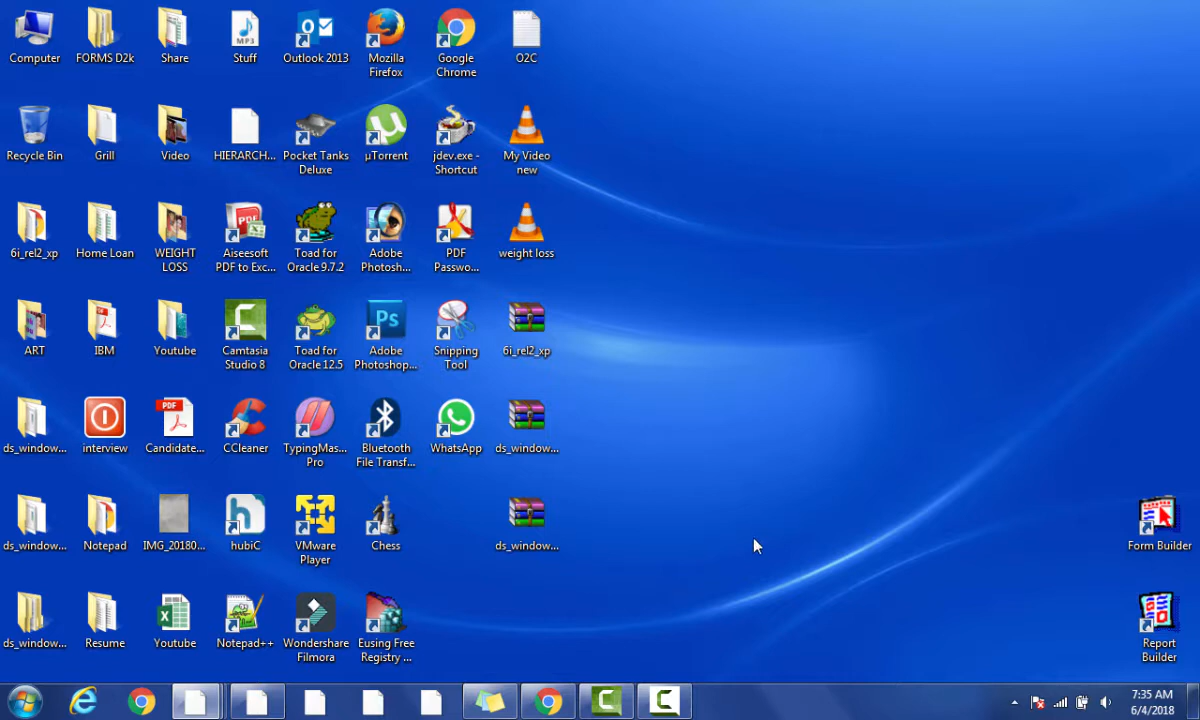 Computer
FORMS D2k
Share
MP3
Stuff
Outlook 2013
Mozilla
Firefox
Google
Chrome
O2C
Recycle Bin
Grill
Video
HIERARCH...
Pocket Tanks
Deluxe
µTorrent
jdev.exe -
Shortcut
My Video
new
6i_rel2_xp
Home Loan
WEIGHT
LOSS
PDF
Aiseesoft
PDF to Exc...
Toad for
Oracle 9.7.2
Adobe
Photosh...
PDF
Passwo...
weight loss
ART
IBM
Youtube
Camtasia
Studio 8
Toad for
Oracle 12.5
Ps
Adobe
Photoshop...
Snipping
Tool
6i_rel2_xp
ds_window...
interview
PDF
Candidate...
CCleaner
TypingMas...
Pro
Bluetooth
File Transf...
WhatsApp
ds_window...
ds_window...
Notepad
IMG_20180...
hubiC
VMware
Player
Chess
ds_window...
Form Builder
ds_window...
Resume
Youtube
Notepad++
Wondershare
Filmora
Eusing Free
Registry ...
Report
Builder
7:35 AM
6/4/2018